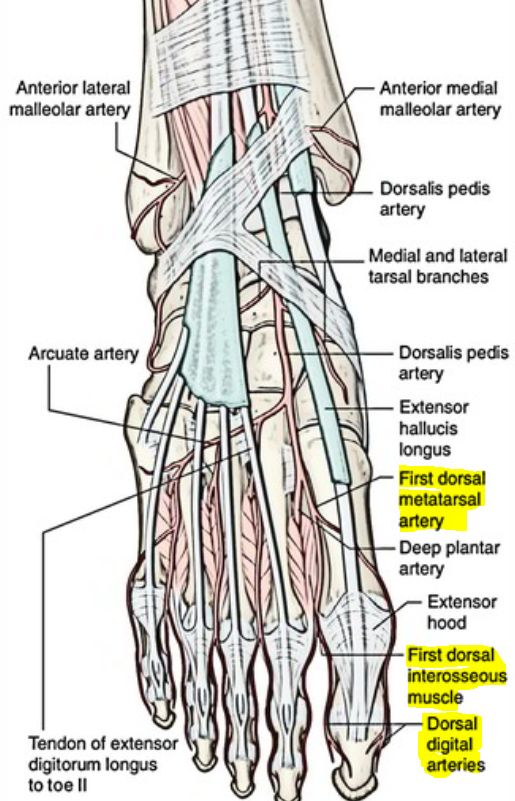 Anterior lateral
malleolar artery
Anterior medial
malleolar artery
Dorsalis pedis
artery
Medial and lateral
tarsal branches
Arcuate artery
Dorsalis pedis
artery
Extensor
hallucis
longus
First dorsal
metatarsal
artery
Deep plantar
artery
Extensor
hood
First dorsal
interosseous
muscle
Dorsal
digital
arteries
Tendon of extensor
digitorum longus
to toe II